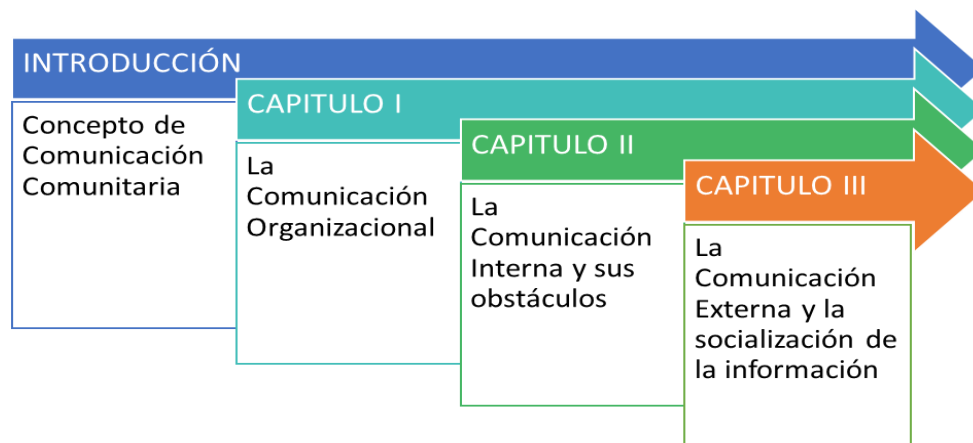 INTRODUCCIÓN
Concepto de
Comunicación
Comunitaria
CAPITULO I
La
Comunicación
Organizacional
CAPITULO II
La
Comunicación
Interna y sus
obstáculos
CAPITULO III
La
Comunicación
Externa y la
socialización de
la información